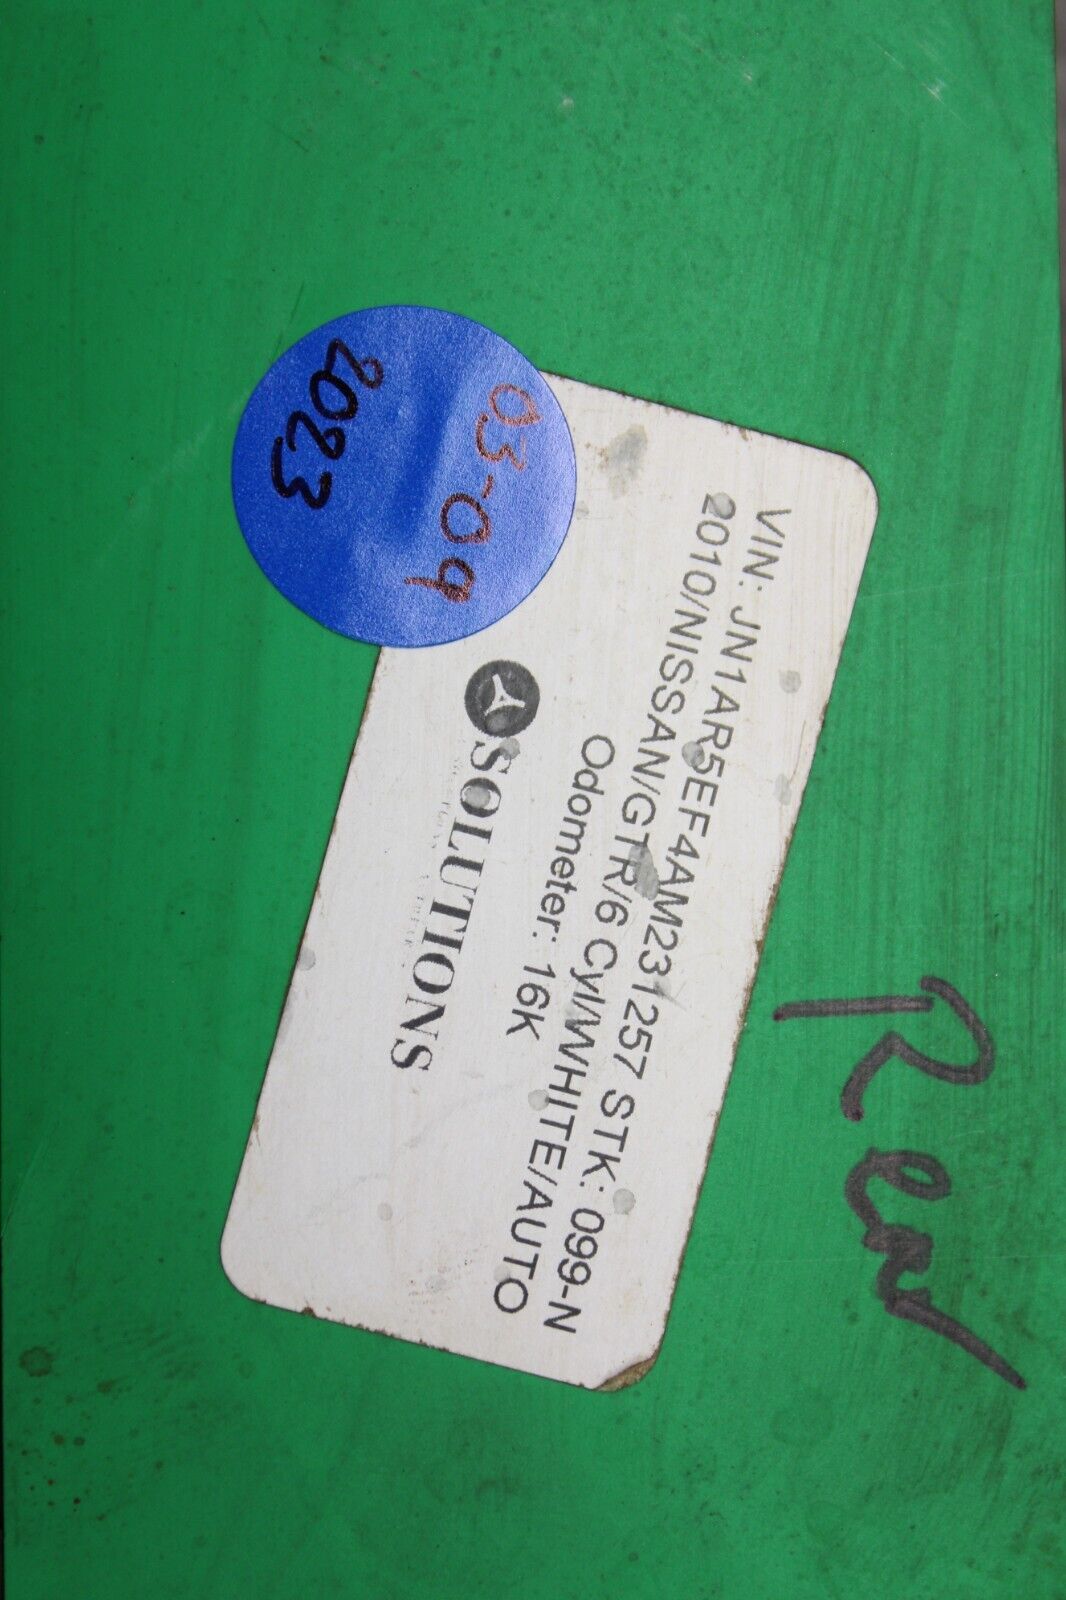 2023
03-09
VIN: JN1AR5EF4AM231257 STK: 099-N
2010/NISSAN/GTR/6 Cyl/WHITE/AUTO
Odometer: 16K
SOLUTIONS
Rear